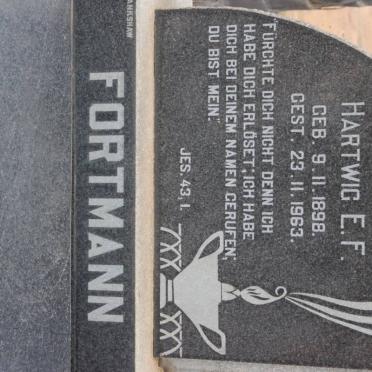 HARTWIG E.F.
GEB. 9. 11. 1898.
GEST. 23. 11. 1963.
"FÜRCHTE DICH NICHT DENN ICH
HABE DICH ERLÖSET; ICH HABE
DICH BEI DEINEM NAMEN GERUFEN;
DU BIST MEIN."
JES. 43, 1.
FORTMANN